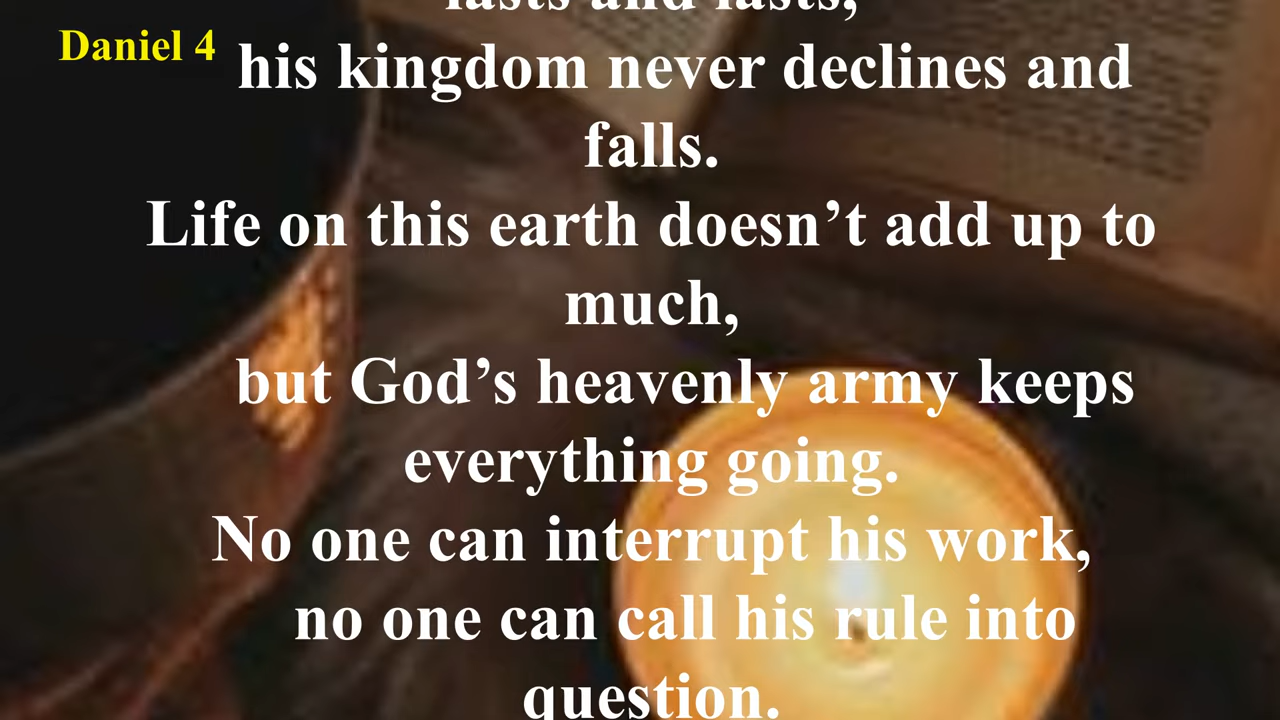 lasts and lasts,
Daniel 4
his kingdom never declines and
falls.
Life on this earth doesn’t add up to
much,
but God’s heavenly army keeps
everything going.
No one can interrupt his work,
no one can call his rule into
question.